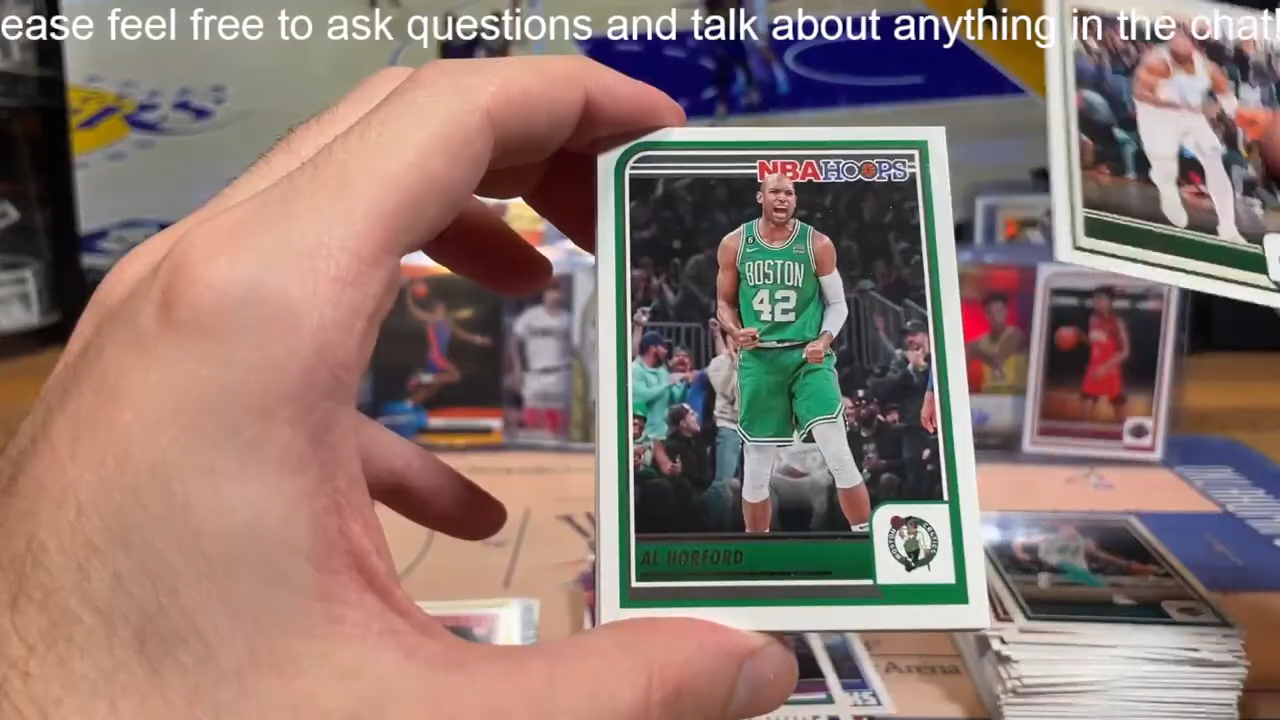 ease feel free to ask questions and talk about anything in the chat!
NBA HOOPS
6
BOSTON
42
AL HORFORD
Arena